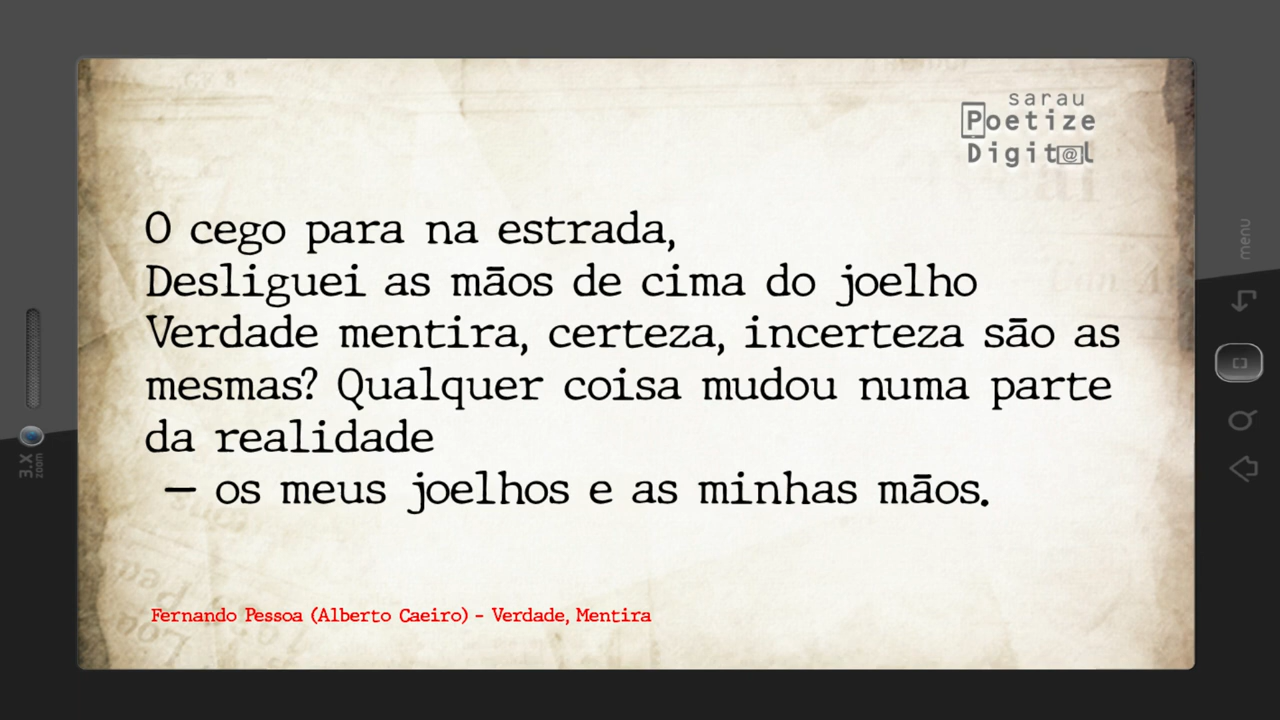 sarau
Poetize
Digit@l
O cego para na estrada,
Desliguei as mãos de cima do joelho
Verdade mentira, certeza, incerteza são as
mesmas? Qualquer coisa mudou numa parte
da realidade
— os meus joelhos e as minhas mãos.
Fernando Pessoa (Alberto Caeiro) - Verdade, Mentira
menu
3.X
zoom